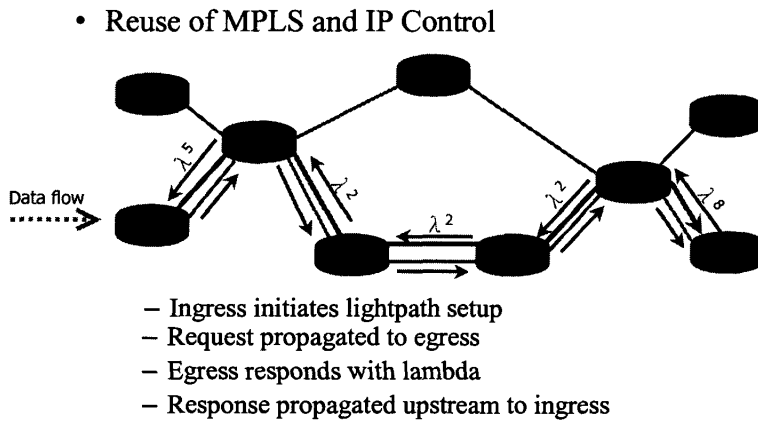 • Reuse of MPLS and IP Control
λ5
λ2
λ2
λ2
λ8
Data flow
– Ingress initiates lightpath setup
– Request propagated to egress
– Egress responds with lambda
– Response propagated upstream to ingress